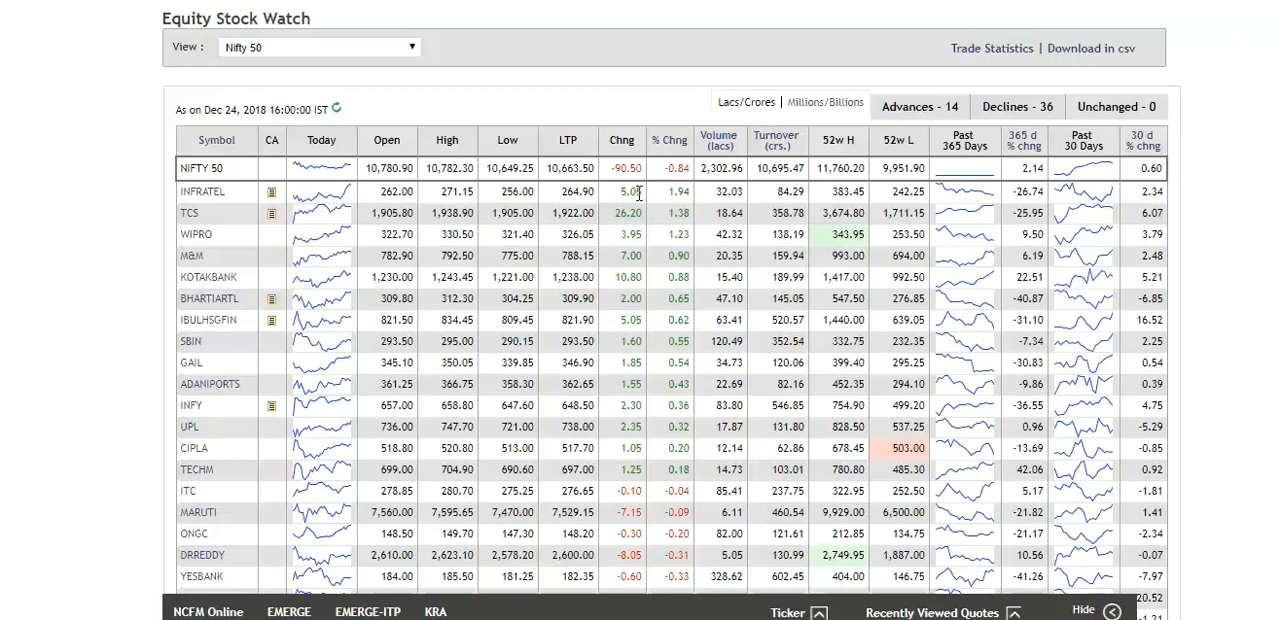 Equity Stock Watch
View : Nifty 50 Trade Statistics | Download in csv
As on Dec 24, 2018 16:00:00 IST Lacs/Crores | Millions/Billions Advances - 14 Declines - 36 Unchanged - 0
Symbol CA Today Open High Low LTP Chng % Chng Volume (lacs) Turnover (crs.) 52w H 52w L Past 365 Days 365 d % chng Past 30 Days 30 d % chng
NIFTY 50 10,780.90 10,782.30 10,649.25 10,663.50 -90.50 -0.84 2,302.96 10,695.47 11,760.20 9,951.90 2.14 0.60
INFRATEL 262.00 271.15 256.00 264.90 5.05 1.94 32.03 84.29 383.45 242.25 -26.74 2.34
TCS 1,905.80 1,938.90 1,905.00 1,922.00 26.20 1.38 18.64 358.78 3,674.80 1,711.15 -25.95 6.07
WIPRO 322.70 330.50 321.40 326.05 3.95 1.23 42.32 138.19 343.95 253.50 9.50 3.79
M&M 782.90 792.50 775.00 788.15 7.00 0.90 20.35 159.94 993.00 694.00 6.19 2.48
KOTAKBANK 1,230.00 1,243.45 1,221.00 1,238.00 10.80 0.88 15.40 189.99 1,417.00 992.50 22.51 5.21
BHARTIARTL 309.80 312.30 304.25 309.90 2.00 0.65 47.10 145.05 547.50 276.85 -40.87 -6.85
IBULHSGFIN 821.50 834.45 809.45 821.90 5.05 0.62 63.41 520.57 1,440.00 639.05 -31.10 16.52
SBIN 293.50 295.00 290.15 293.50 1.60 0.55 120.49 352.54 332.75 232.35 -7.34 2.25
GAIL 345.10 350.05 339.85 346.90 1.85 0.54 34.73 120.06 399.40 295.25 -30.83 0.54
ADANIPORTS 361.25 366.75 358.30 362.65 1.55 0.43 22.69 82.16 452.35 294.10 -9.86 0.39
INFY 657.00 658.80 647.60 648.50 2.30 0.36 83.80 546.85 754.90 499.20 -36.55 4.75
UPL 736.00 747.70 721.00 738.00 2.35 0.32 17.87 131.80 828.50 537.25 0.96 -5.29
CIPLA 518.80 520.80 513.00 517.70 1.05 0.20 12.14 62.86 678.45 503.00 -13.69 -0.85
TECHM 699.00 704.90 690.60 697.00 1.25 0.18 14.73 103.01 780.80 485.30 42.06 0.92
ITC 278.85 280.70 275.25 276.65 -0.10 -0.04 85.41 237.75 322.95 252.50 5.17 -1.81
MARUTI 7,560.00 7,595.65 7,470.00 7,529.15 -7.15 -0.09 6.11 460.54 9,929.00 6,500.00 -21.82 1.41
ONGC 148.50 149.70 147.30 148.20 -0.30 -0.20 82.00 121.61 212.85 134.75 -21.17 -2.34
DRREDDY 2,610.00 2,623.10 2,578.20 2,600.00 -8.05 -0.31 5.05 130.99 2,749.95 1,887.00 10.56 -0.07
YESBANK 184.00 185.50 181.25 182.35 -0.60 -0.33 328.62 602.45 404.00 146.75 -41.26 -7.97
20.52
NCFM Online EMERGE EMERGE-ITP KRA Ticker Recently Viewed Quotes Hide